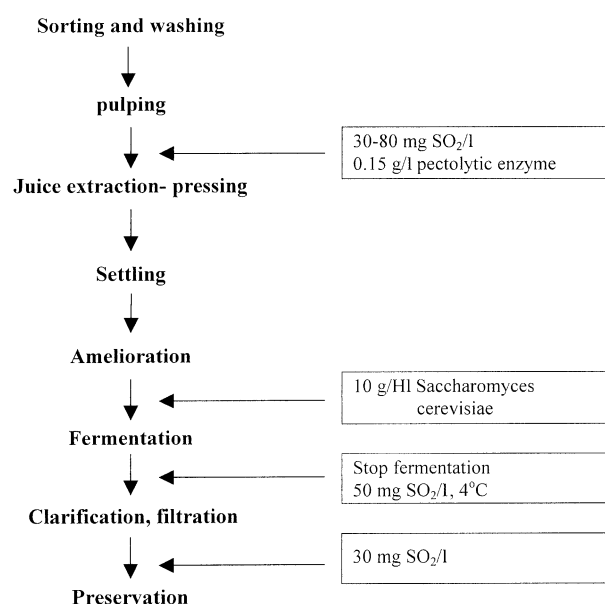 Sorting and washing
pulping
30-80 mg SO₂/l
0.15 g/l pectolytic enzyme
Juice extraction- pressing
Settling
Amelioration
10 g/Hl Saccharomyces
cerevisiae
Fermentation
Stop fermentation
50 mg SO₂/l, 4°C
Clarification, filtration
30 mg SO₂/l
Preservation